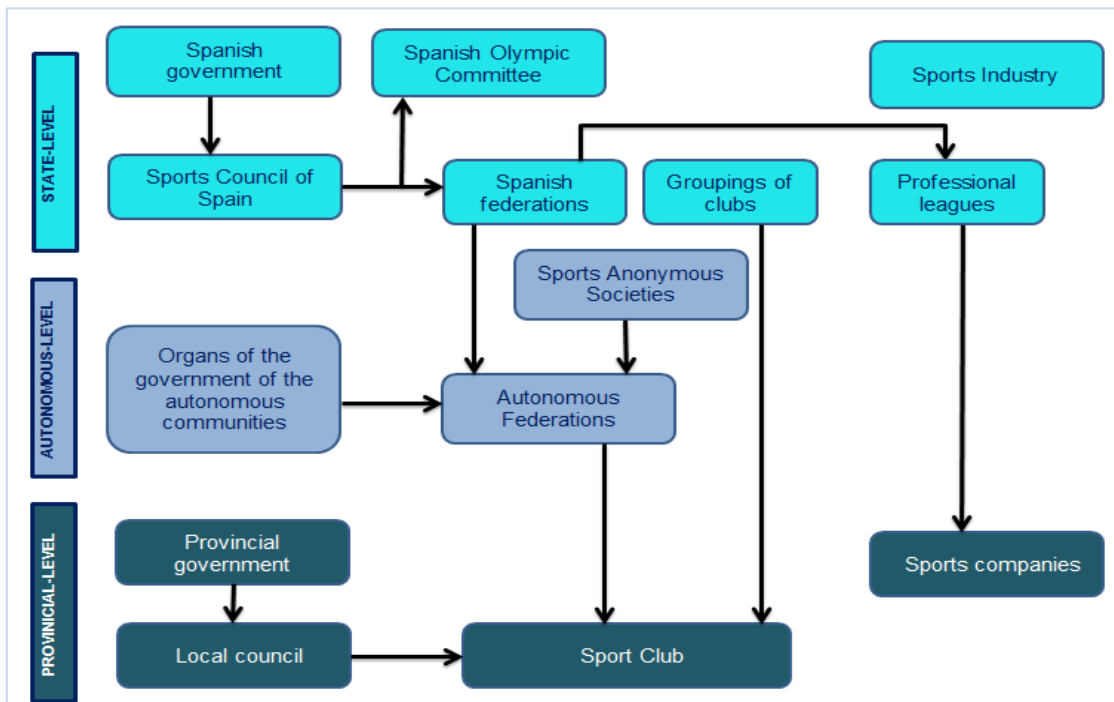 Spanish
government
Spanish Olympic
Committee
Sports Industry
STATE-LEVEL
Sports Council of
Spain
Spanish
federations
Groupings of
clubs
Professional
leagues
Sports Anonymous
Societies
AUTONOMOUS-LEVEL
Organs of the
government of the
autonomous
communities
Autonomous
Federations
PROVINICIAL-LEVEL
Provincial
government
Sports companies
Local council
Sport Club